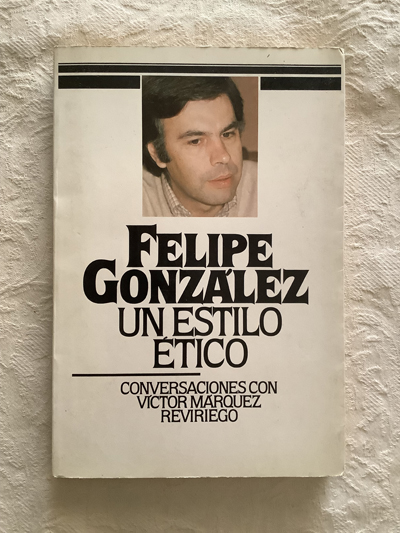 FELIPE
GONZÁLEZ
UN ESTILO
ÉTICO
CONVERSACIONES CON
VÍCTOR MÁRQUEZ
REVIRIEGO